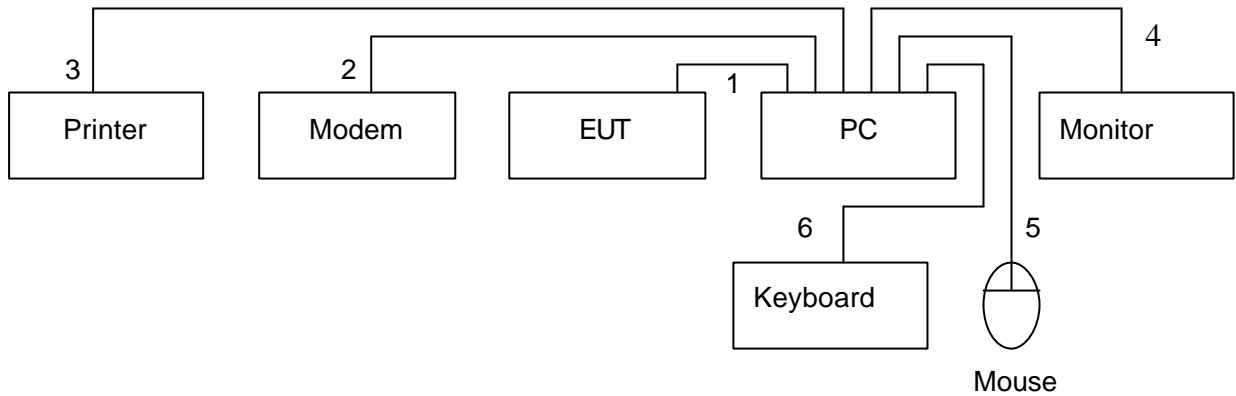 4
3
2
1
Printer
Modem
EUT
PC
Monitor
6
5
Keyboard
Mouse